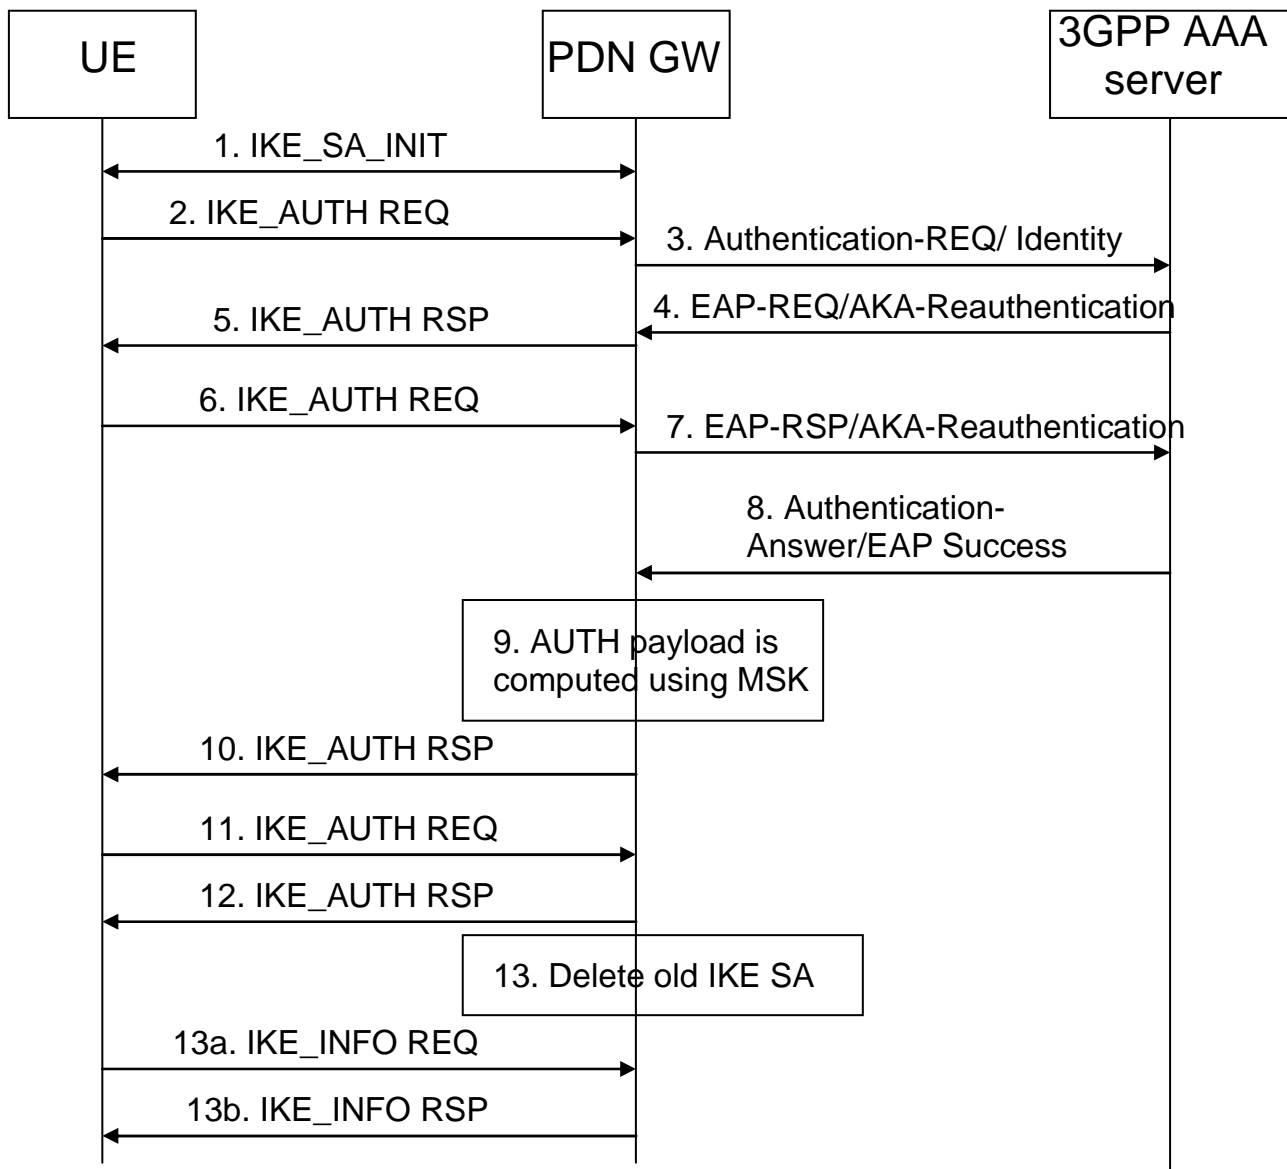 UE
PDN GW
3GPP AAA
server
1. IKE_SA_INIT
2. IKE_AUTH REQ
3. Authentication-REQ/ Identity
4. EAP-REQ/AKA-Reauthentication
5. IKE_AUTH RSP
6. IKE_AUTH REQ
7. EAP-RSP/AKA-Reauthentication
8. Authentication-
Answer/EAP Success
9. AUTH payload is
computed using MSK
10. IKE_AUTH RSP
11. IKE_AUTH REQ
12. IKE_AUTH RSP
13. Delete old IKE SA
13a. IKE_INFO REQ
13b. IKE_INFO RSP